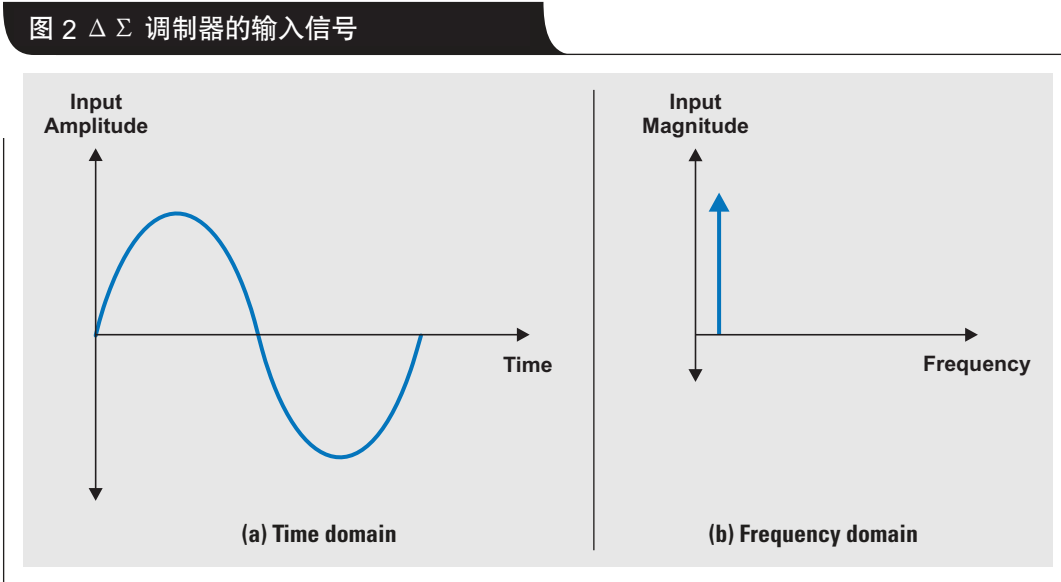 图 2 Δ Σ 调制器的输入信号
Input
Amplitude
Time
(a) Time domain
Input
Magnitude
Frequency
(b) Frequency domain